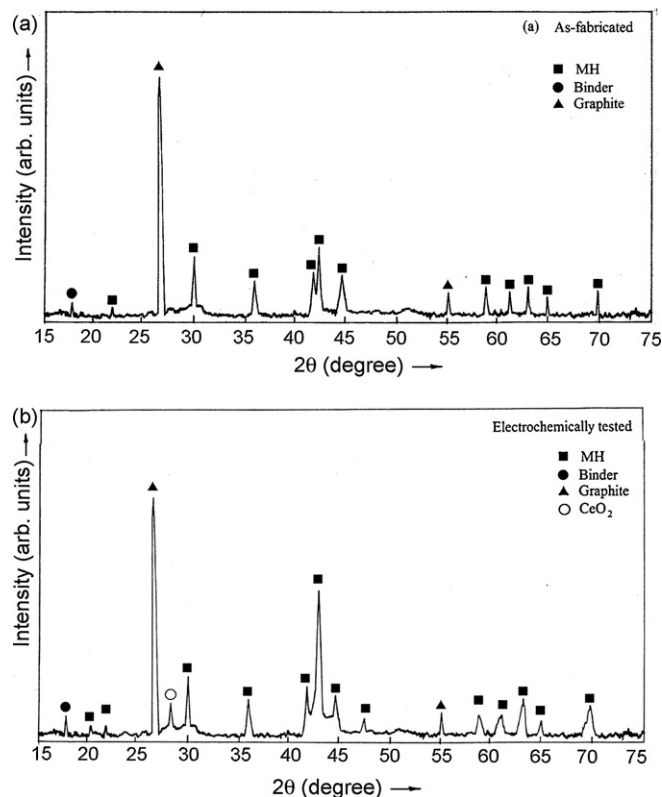 (a)
(a) As-fabricated
■ MH
● Binder
▲ Graphite
Intensity (arb. units) →
15 20 25 30 35 40 45 50 55 60 65 75
2θ (degree) →
(b)
Electrochemically tested
■ MH
● Binder
▲ Graphite
○ CeO₂
Intensity (arb. units) →
15 20 25 30 35 40 45 50 55 60 65 70 75
2θ (degree) →